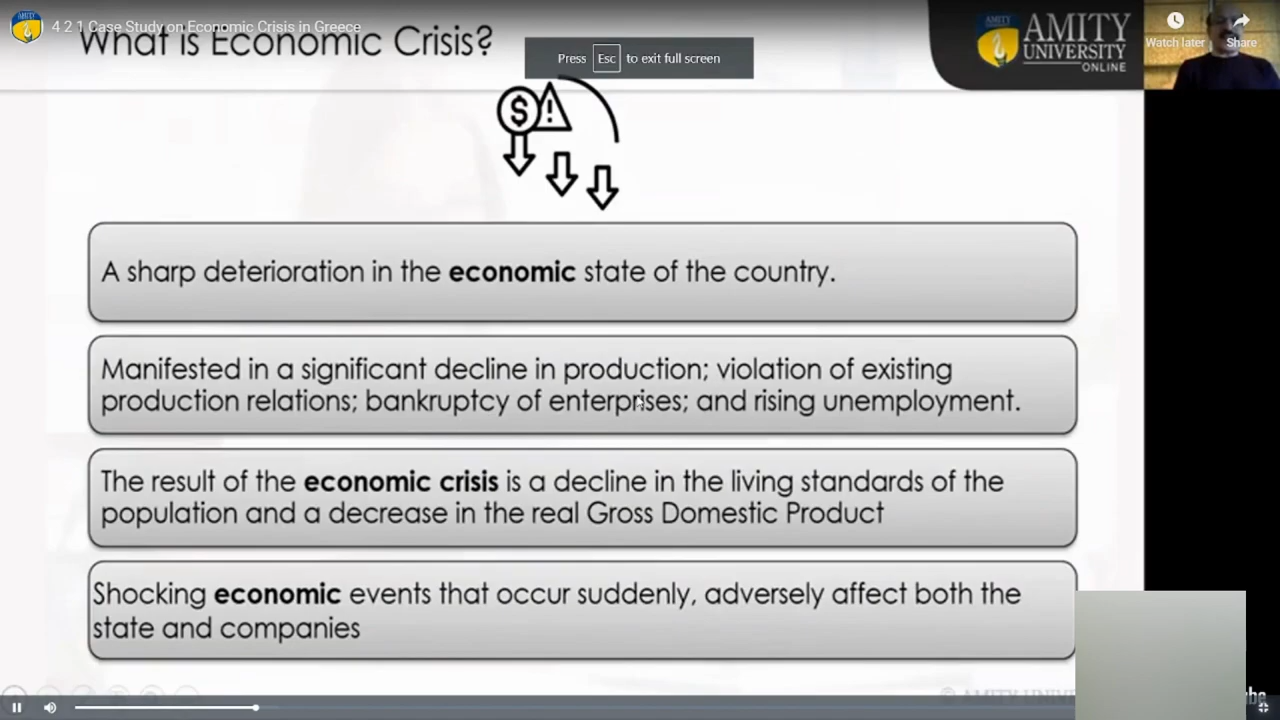 4 2 1 Case Study on Economic Crisis in Greece
What is Economic Crisis?
Press Esc to exit full screen
AMITY
AMITY
UNIVERSITY
ONLINE
Watch later
Share
$
!
A sharp deterioration in the economic state of the country.
Manifested in a significant decline in production; violation of existing
production relations; bankruptcy of enterprises; and rising unemployment.
The result of the economic crisis is a decline in the living standards of the
population and a decrease in the real Gross Domestic Product
Shocking economic events that occur suddenly, adversely affect both the
state and companies
© AMITY